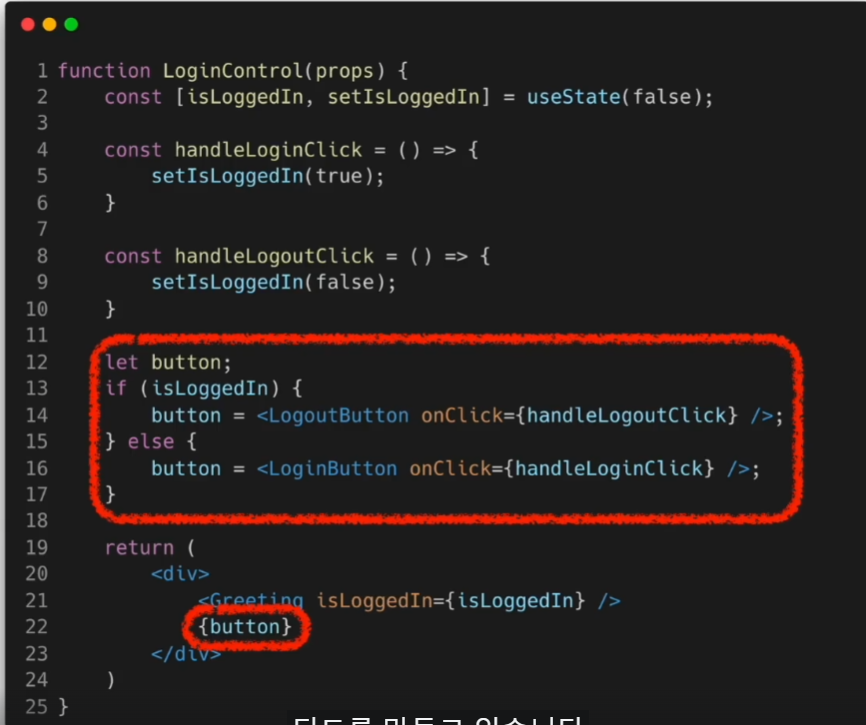 1 function LoginControl(props) {
2 const [isLoggedIn, setIsLoggedIn] = useState(false);
3
4 const handleLoginClick = () => {
5 setIsLoggedIn(true);
6 }
7
8 const handleLogoutClick = () => {
9 setIsLoggedIn(false);
10 }
11
12 let button;
13 if (isLoggedIn) {
14 button = <LogoutButton onClick={handleLogoutClick} />;
15 } else {
16 button = <LoginButton onClick={handleLoginClick} />;
17 }
18
19 return (
20 <div>
21 <Greeting isLoggedIn={isLoggedIn} />
22 {button}
23 </div>
24 )
25 }